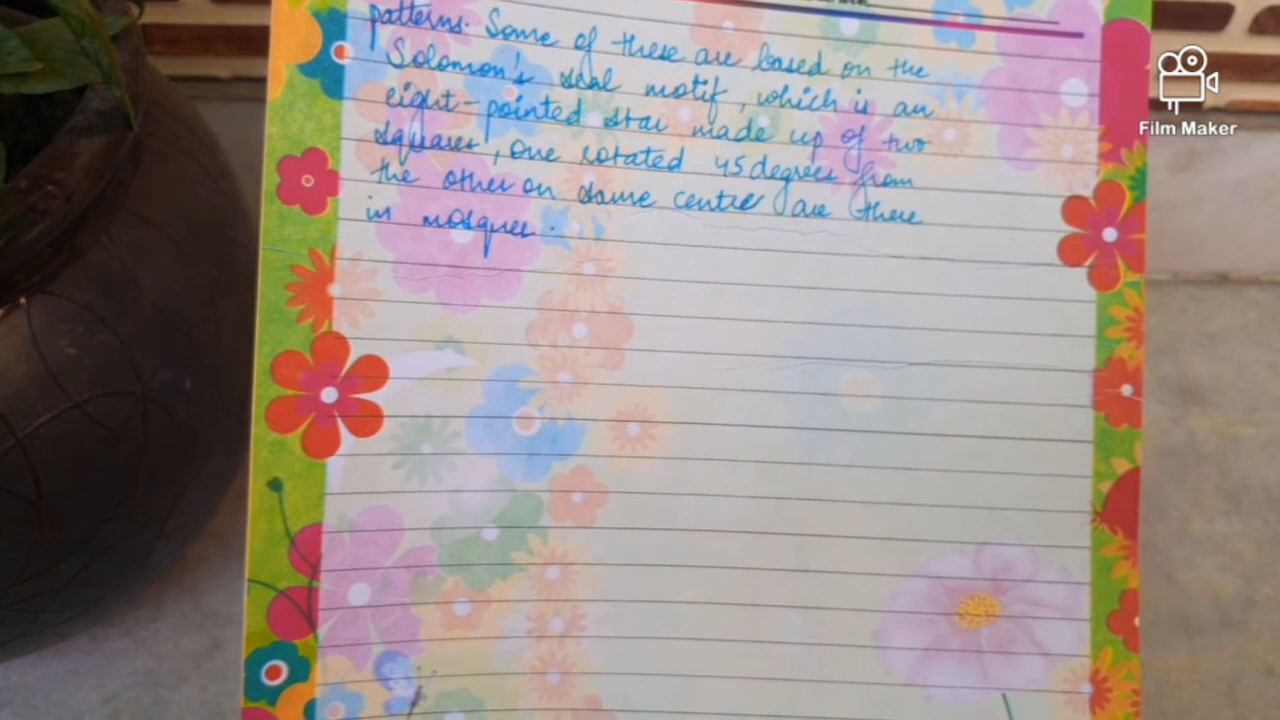 patterns. Some of these are based on the
Solomon's seal motif, which is an
eight-pointed star made up of two
squares, one rotated 45 degrees from
the other on same centre are there
in mosques.
Film Maker